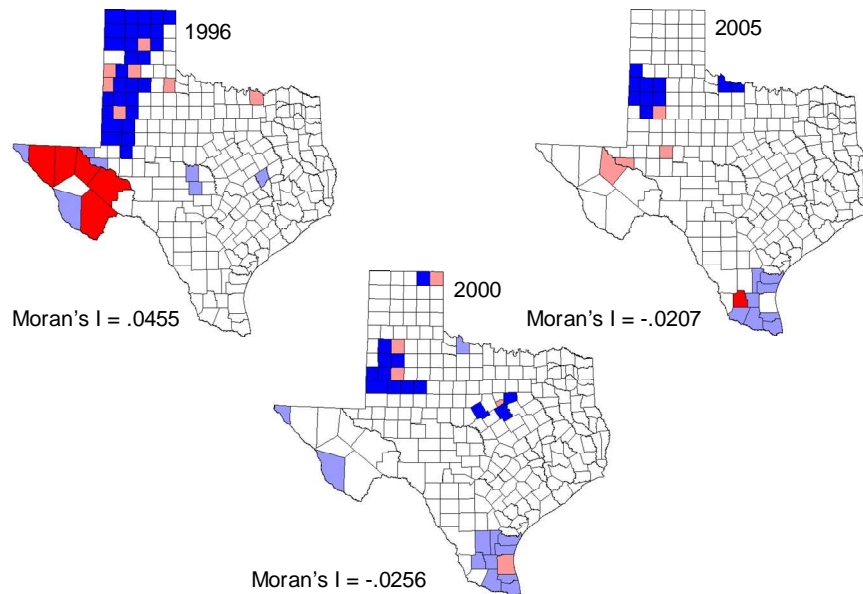 1996
2005
Moran's I = .0455
2000
Moran's I = -.0207
Moran's I = -.0256